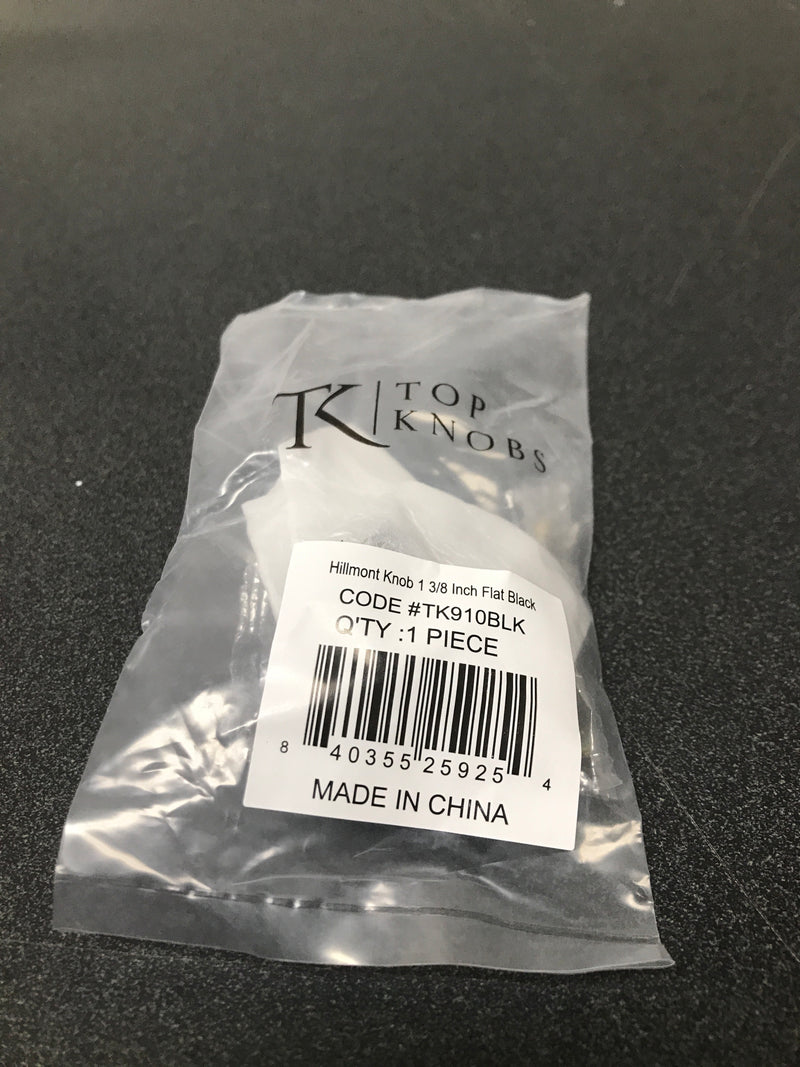 TK TOP
KNOBS
Hillmont Knob 1 3/8 Inch Flat Black
CODE #TK910BLK
Q'TY :1 PIECE
8 40355 25925 4
MADE IN CHINA